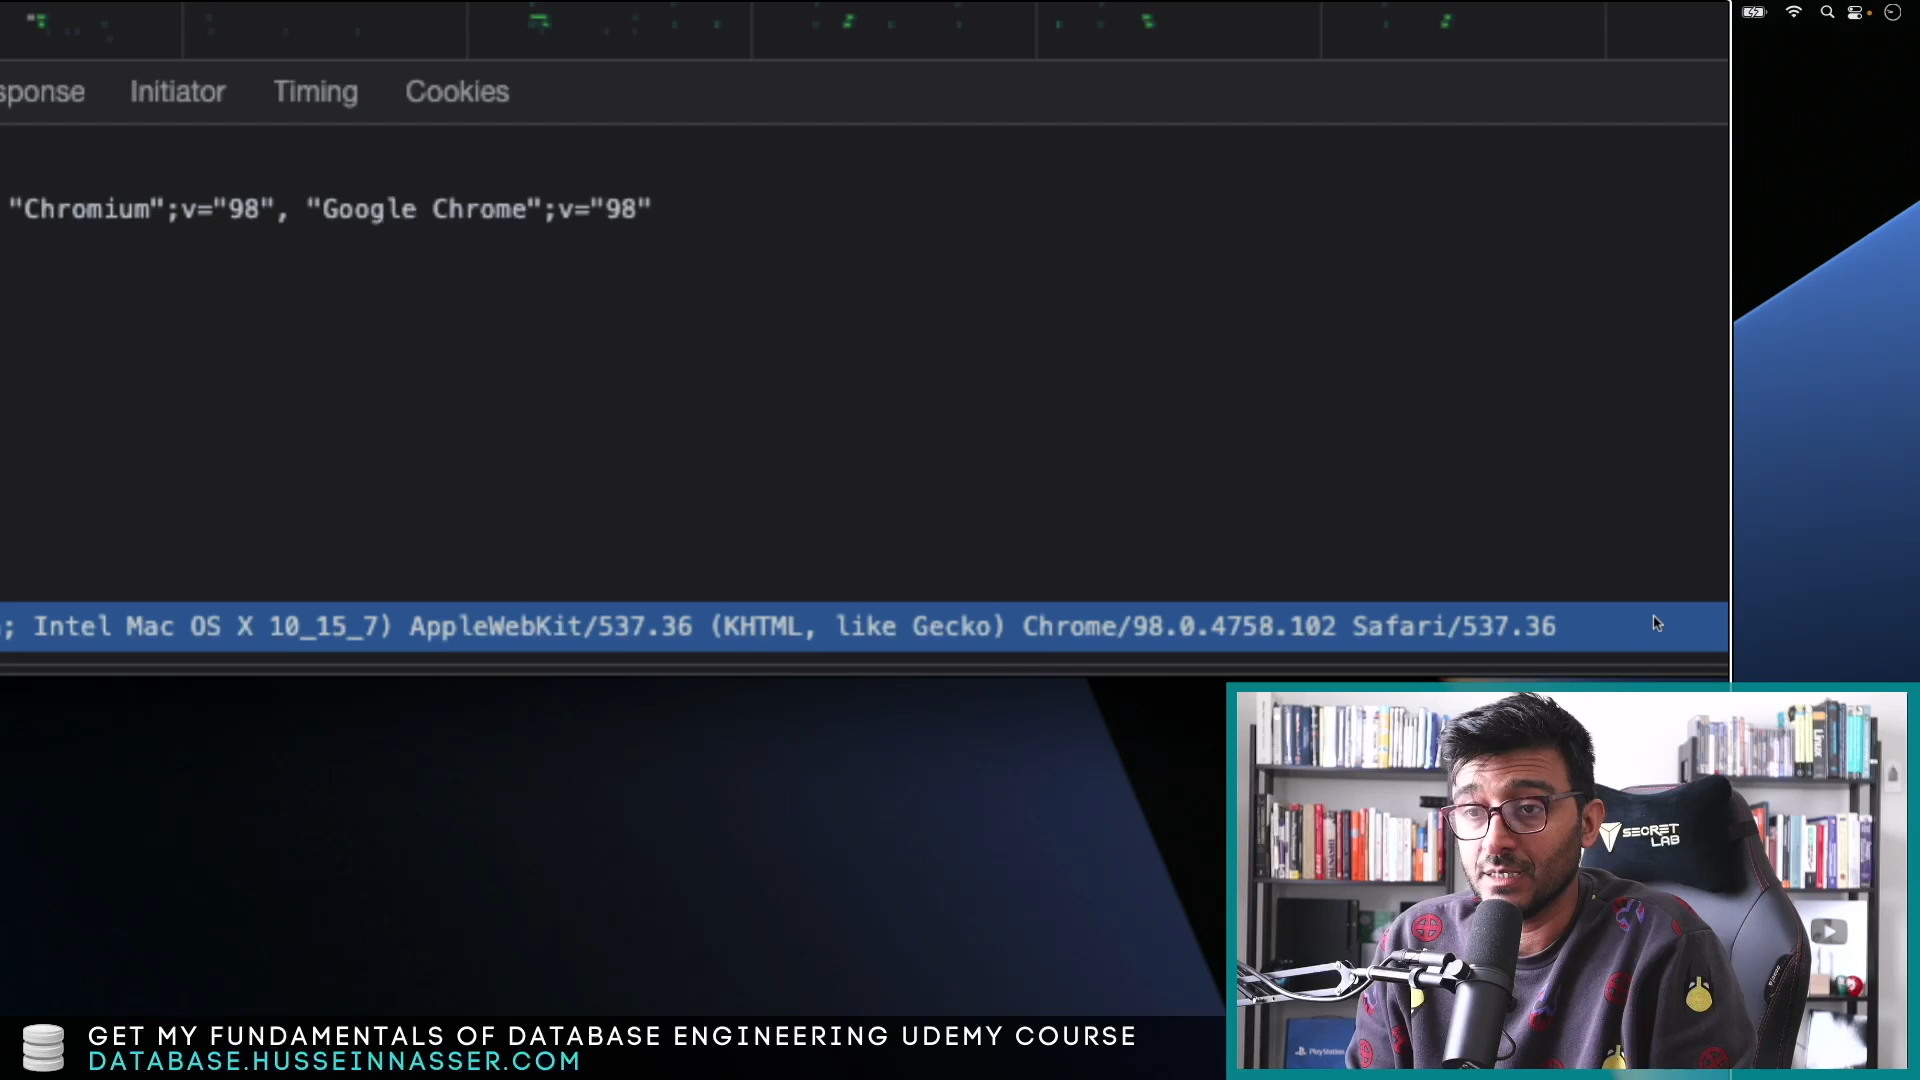 sponse Initiator Timing Cookies
"Chromium";v="98", "Google Chrome";v="98"
; Intel Mac OS X 10_15_7) AppleWebKit/537.36 (KHTML, like Gecko) Chrome/98.0.4758.102 Safari/537.36
SECRET
LAB
PlayStation
GET MY FUNDAMENTALS OF DATABASE ENGINEERING UDEMY COURSE
DATABASE.HUSSEINNASSER.COM